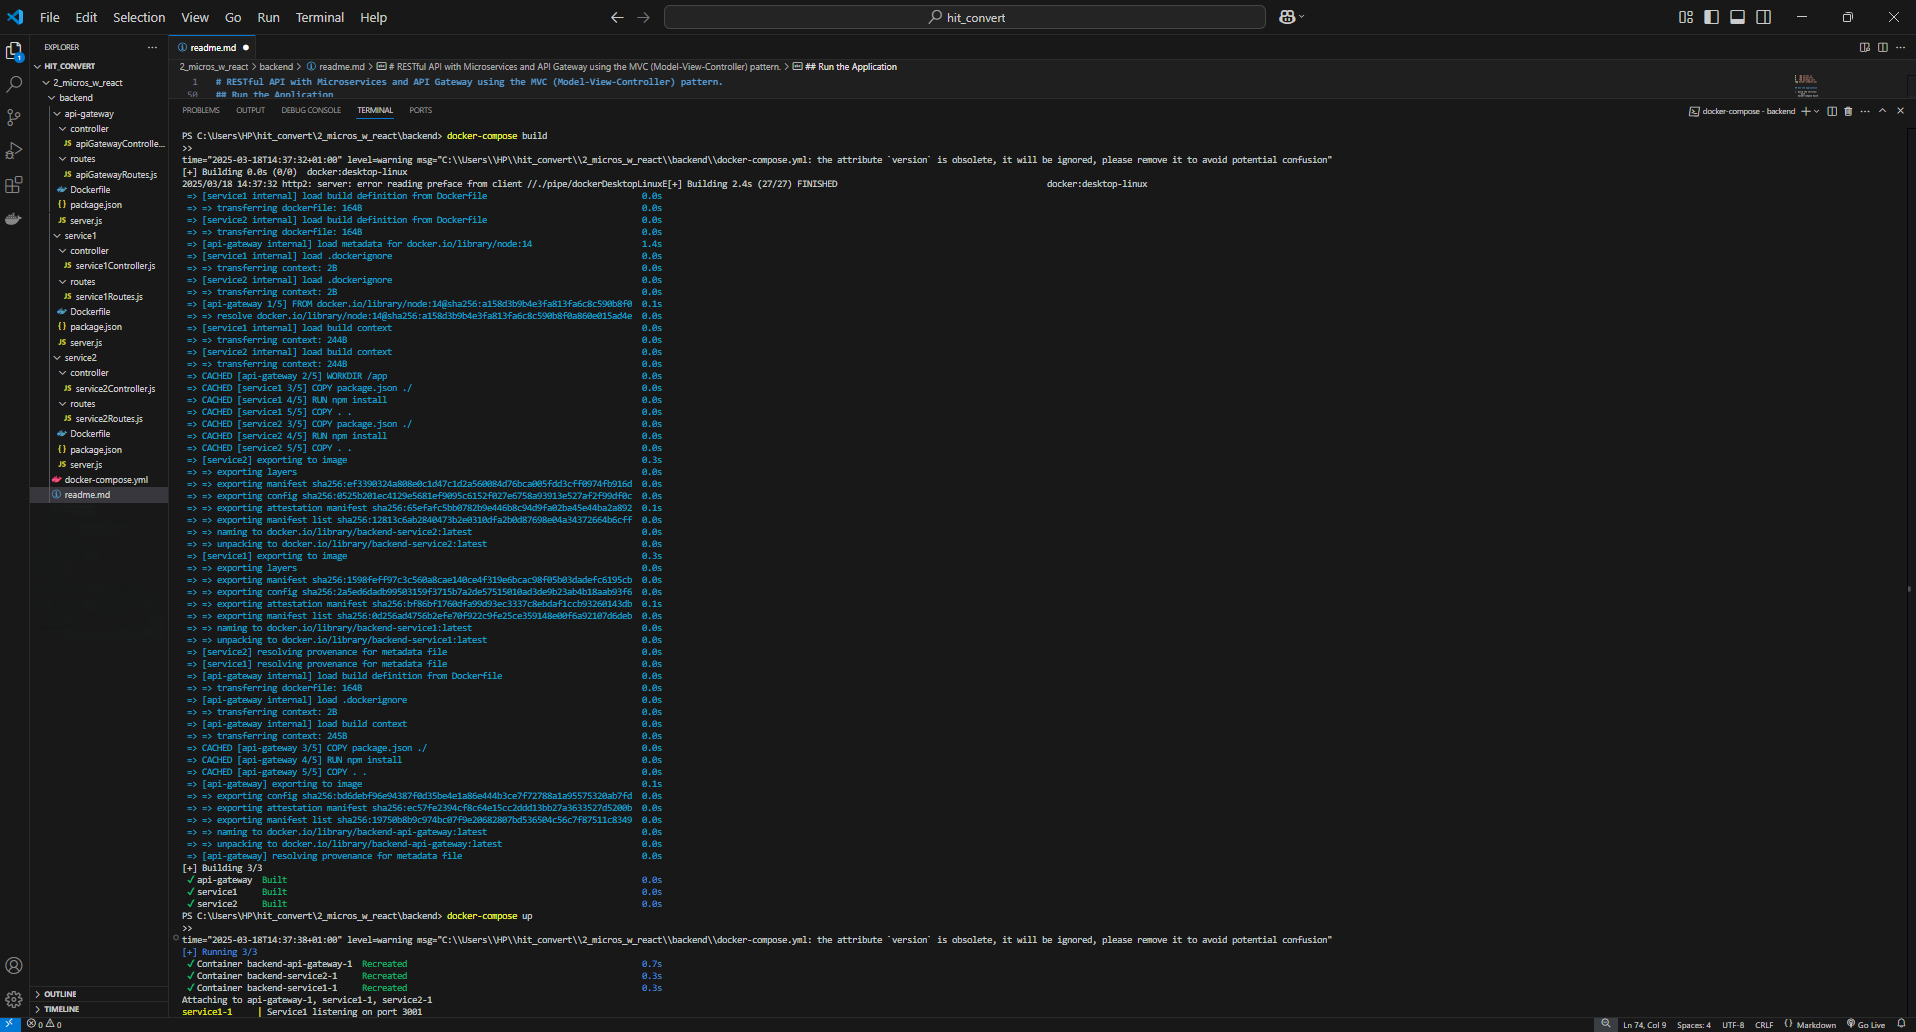 File Edit Selection View Go Run Terminal Help
hit_convert
EXPLORER
HIT_CONVERT
2_micros_w_react
backend
api-gateway
controller
JS apiGatewayControlle...
routes
JS apiGatewayRoutes.js
Dockerfile
{} package.json
JS server.js
service1
controller
JS service1Controller.js
routes
JS service1Routes.js
Dockerfile
{} package.json
JS server.js
service2
controller
JS service2Controller.js
routes
JS service2Routes.js
Dockerfile
{} package.json
JS server.js
docker-compose.yml
readme.md
OUTLINE
TIMELINE
readme.md
2_micros_w_react > backend > readme.md > # RESTful API with Microservices and API Gateway using the MVC (Model-View-Controller) pattern. > ## Run the Application
1 # RESTful API with Microservices and API Gateway using the MVC (Model-View-Controller) pattern.
50 ## Run the Application
PROBLEMS OUTPUT DEBUG CONSOLE TERMINAL PORTS
docker-compose - backend
PS C:\Users\HP\hit_convert\2_micros_w_react\backend> docker-compose build
>>
time="2025-03-18T14:37:32+01:00" level=warning msg="C:\\Users\\HP\\hit_convert\\2_micros_w_react\\backend\\docker-compose.yml: the attribute `version` is obsolete, it will be ignored, please remove it to avoid potential confusion"
[+] Building 0.0s (0/0) docker:desktop-linux
2025/03/18 14:37:32 http2: server: error reading preface from client //./pipe/dockerDesktopLinuxE[+] Building 2.4s (27/27) FINISHED docker:desktop-linux
=> [service1 internal] load build definition from Dockerfile 0.0s
=> => transferring dockerfile: 164B 0.0s
=> [service2 internal] load build definition from Dockerfile 0.0s
=> => transferring dockerfile: 164B 0.0s
=> [api-gateway internal] load metadata for docker.io/library/node:14 1.4s
=> [service1 internal] load .dockerignore 0.0s
=> => transferring context: 2B 0.0s
=> [service2 internal] load .dockerignore 0.0s
=> => transferring context: 2B 0.0s
=> [api-gateway 1/5] FROM docker.io/library/node:14@sha256:a158d3b9b4e3fa813fa6c8c590b8f0 0.1s
=> => resolve docker.io/library/node:14@sha256:a158d3b9b4e3fa813fa6c8c590b8f0a860e015ad4e 0.0s
=> [service1 internal] load build context 0.0s
=> => transferring context: 244B 0.0s
=> [service2 internal] load build context 0.0s
=> => transferring context: 244B 0.0s
=> CACHED [api-gateway 2/5] WORKDIR /app 0.0s
=> CACHED [service1 3/5] COPY package.json ./ 0.0s
=> CACHED [service1 4/5] RUN npm install 0.0s
=> CACHED [service1 5/5] COPY . . 0.0s
=> CACHED [service2 3/5] COPY package.json ./ 0.0s
=> CACHED [service2 4/5] RUN npm install 0.0s
=> CACHED [service2 5/5] COPY . . 0.0s
=> [service2] exporting to image 0.3s
=> => exporting layers 0.0s
=> => exporting manifest sha256:ef3390324a808e0c1d47c1d2a560084d76bca005fdd3cff0974fb916d 0.0s
=> => exporting config sha256:0525b201ec4129e5681ef9095c6152f027e6758a93913e527af2f99df0c 0.0s
=> => exporting attestation manifest sha256:65efafc5bb0782b9e446b8c94d9fa02ba45e44ba2a892 0.1s
=> => exporting manifest list sha256:12813c6ab2840473b2e0310dfa2b0d87698e04a34372664b6cff 0.0s
=> => naming to docker.io/library/backend-service2:latest 0.0s
=> => unpacking to docker.io/library/backend-service2:latest 0.0s
=> [service1] exporting to image 0.3s
=> => exporting layers 0.0s
=> => exporting manifest sha256:1598feff97c3c560a8cae140ce4f319e6bcac98f05b03dadefc6195cb 0.0s
=> => exporting config sha256:2a5ed6dadb99503159f3715b7a2de57515010ad3de9b23ab4b18aab93f6 0.0s
=> => exporting attestation manifest sha256:bf86bf1760dfa99d93ec3337c8ebdaf1ccb93260143db 0.1s
=> => exporting manifest list sha256:0d256ad4756b2efe70f922c9fe25ce359148e00f6a92107d6deb 0.0s
=> => naming to docker.io/library/backend-service1:latest 0.0s
=> => unpacking to docker.io/library/backend-service1:latest 0.0s
=> [service2] resolving provenance for metadata file 0.0s
=> [service1] resolving provenance for metadata file 0.0s
=> [api-gateway internal] load build definition from Dockerfile 0.0s
=> => transferring dockerfile: 164B 0.0s
=> [api-gateway internal] load .dockerignore 0.0s
=> => transferring context: 2B 0.0s
=> [api-gateway internal] load build context 0.0s
=> => transferring context: 245B 0.0s
=> CACHED [api-gateway 3/5] COPY package.json ./ 0.0s
=> CACHED [api-gateway 4/5] RUN npm install 0.0s
=> CACHED [api-gateway 5/5] COPY . . 0.0s
=> [api-gateway] exporting to image 0.1s
=> => exporting config sha256:bd6debf96e94387f0d35be4e1a86e444b3ce7f72788a1a95575320ab7fd 0.0s
=> => exporting attestation manifest sha256:ec57fe2394cf8c64e15cc2ddd13bb27a3633527d5200b 0.0s
=> => exporting manifest list sha256:19750b8b9c974bc07f9e20682807bd536504c56c7f87511c8349 0.0s
=> => naming to docker.io/library/backend-api-gateway:latest 0.0s
=> => unpacking to docker.io/library/backend-api-gateway:latest 0.0s
=> [api-gateway] resolving provenance for metadata file 0.0s
[+] Building 3/3
✓ api-gateway Built 0.0s
✓ service1 Built 0.0s
✓ service2 Built 0.0s
PS C:\Users\HP\hit_convert\2_micros_w_react\backend> docker-compose up
>>
time="2025-03-18T14:37:38+01:00" level=warning msg="C:\\Users\\HP\\hit_convert\\2_micros_w_react\\backend\\docker-compose.yml: the attribute `version` is obsolete, it will be ignored, please remove it to avoid potential confusion"
[+] Running 3/3
✓ Container backend-api-gateway-1 Recreated 0.7s
✓ Container backend-service2-1 Recreated 0.3s
✓ Container backend-service1-1 Recreated 0.3s
Attaching to api-gateway-1, service1-1, service2-1
service1-1 | Service1 listening on port 3001
0 0
Ln 74, Col 9 Spaces: 4 UTF-8 CRLF {} Markdown Go Live